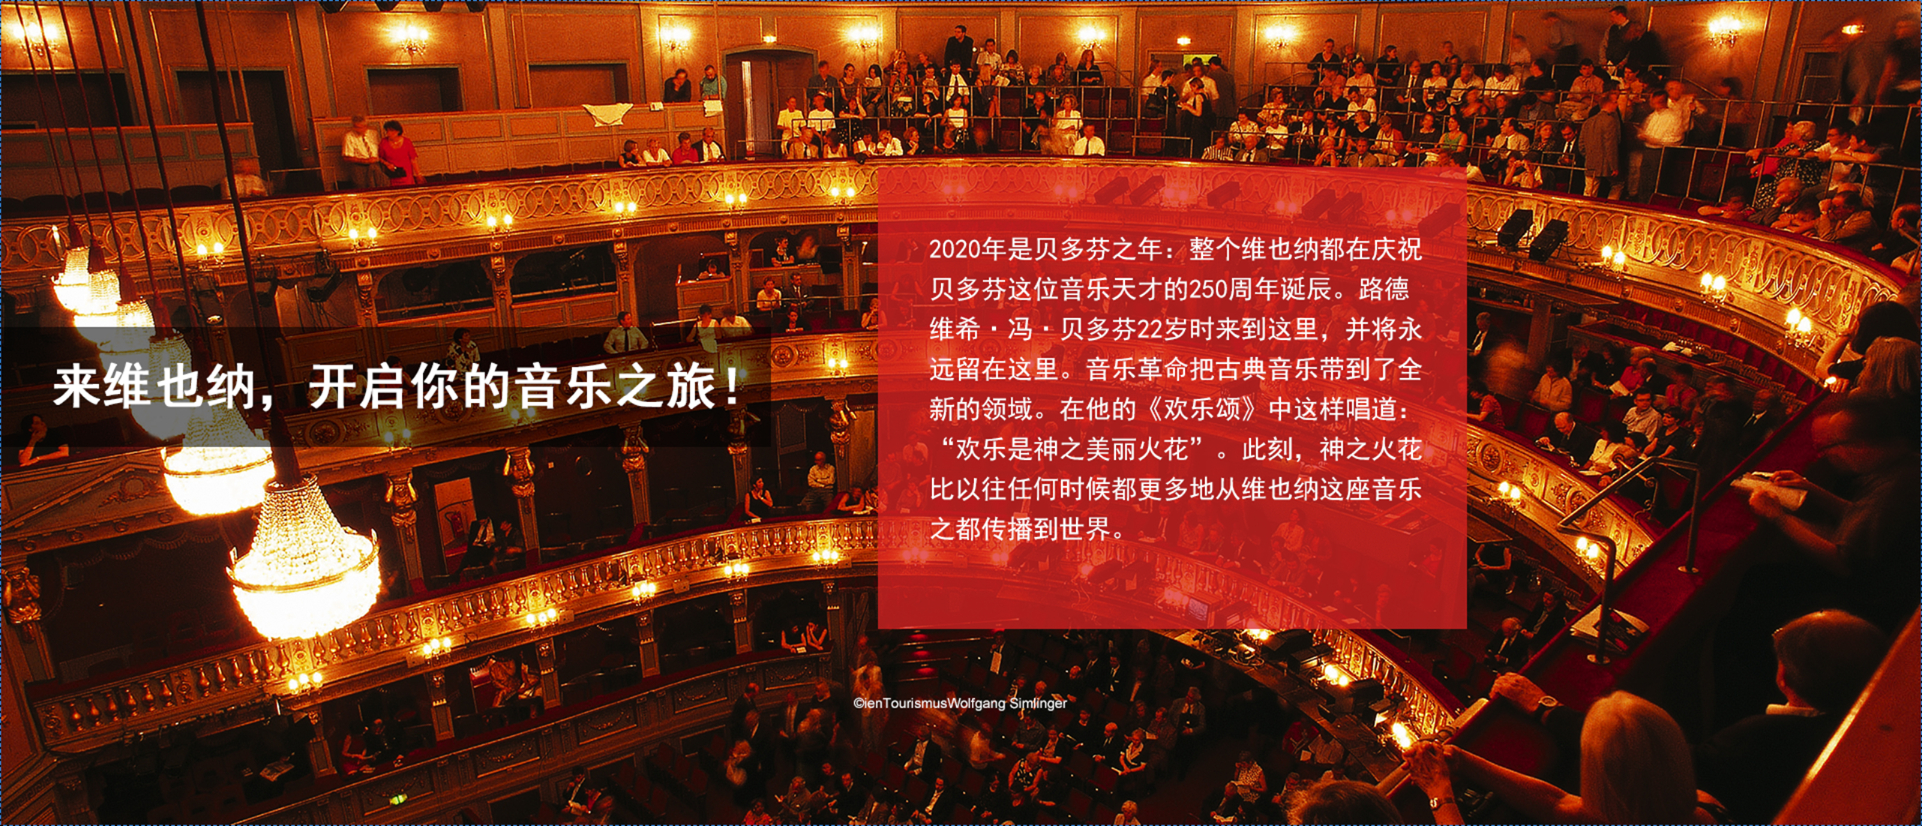 来维也纳，开启你的音乐之旅！
2020年是贝多芬之年：整个维也纳都在庆祝
贝多芬这位音乐天才的250周年诞辰。路德
维希·冯·贝多芬22岁时来到这里，并将永
远留在这里。音乐革命把古典音乐带到了全
新的领域。在他的《欢乐颂》中这样唱道：
“欢乐是神之美丽火花”。此刻，神之火花
比以往任何时候都更多地从维也纳这座音乐
之都传播到世界。
©ienTourismusWolfgang Simlinger